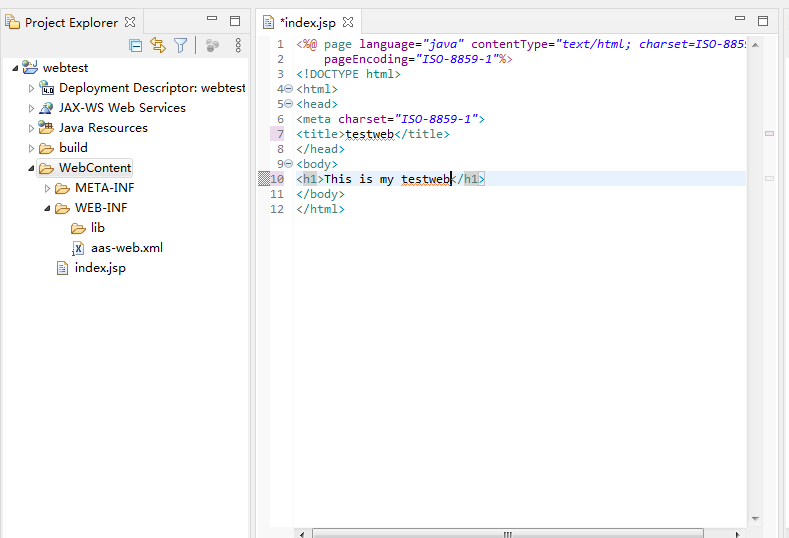 Project Explorer
webtest
Deployment Descriptor: webtest
JAX-WS Web Services
Java Resources
build
WebContent
META-INF
WEB-INF
lib
aas-web.xml
index.jsp
*index.jsp
1 <%@ page language="java" contentType="text/html; charset=ISO-885
2 pageEncoding="ISO-8859-1"%>
3 <!DOCTYPE html>
4 <html>
5 <head>
6 <meta charset="ISO-8859-1">
7 <title>testweb</title>
8 </head>
9 <body>
10 <h1>This is my testweb</h1>
11 </body>
12 </html>